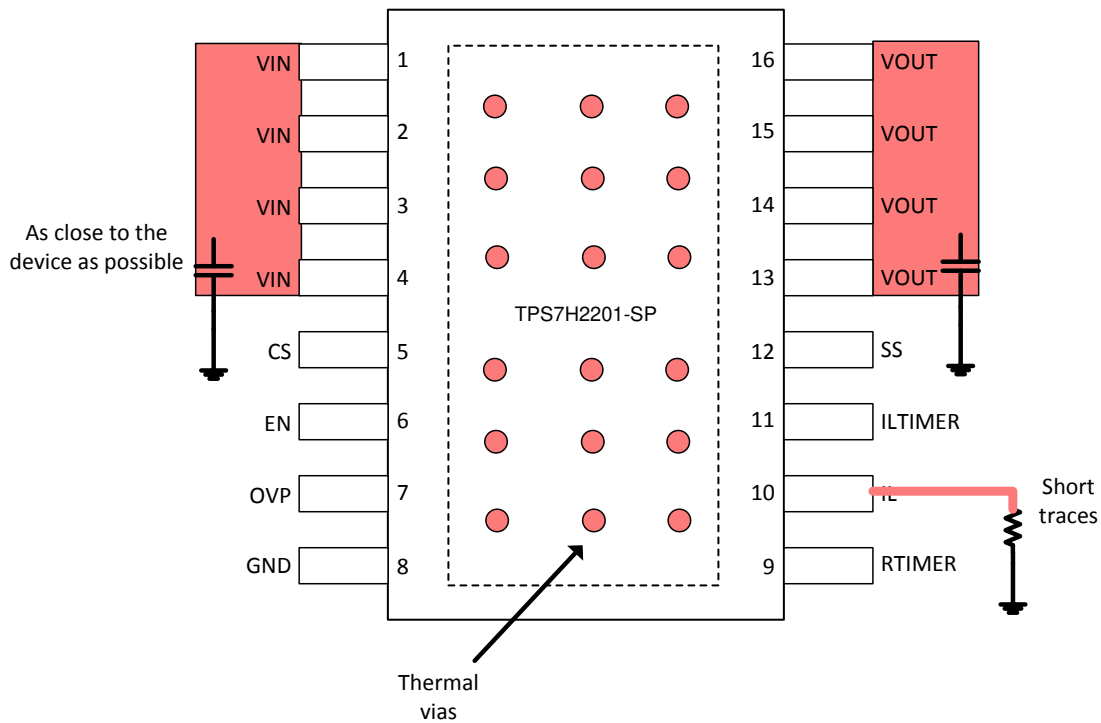 VIN 1 16 VOUT
VIN 2 15 VOUT
VIN 3 14 VOUT
As close to the
device as possible
VIN 4 13 VOUT
TPS7H2201-SP
CS 5 12 SS
EN 6 11 ILTIMER
OVP 7 10 IL
Short
traces
GND 8 9 RTIMER
Thermal
vias